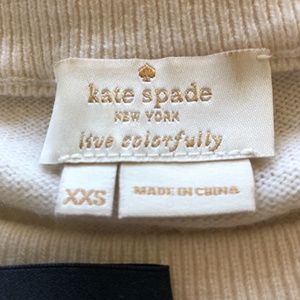 kate spade
NEW YORK
live colorfully
XXS
MADE IN CHINA